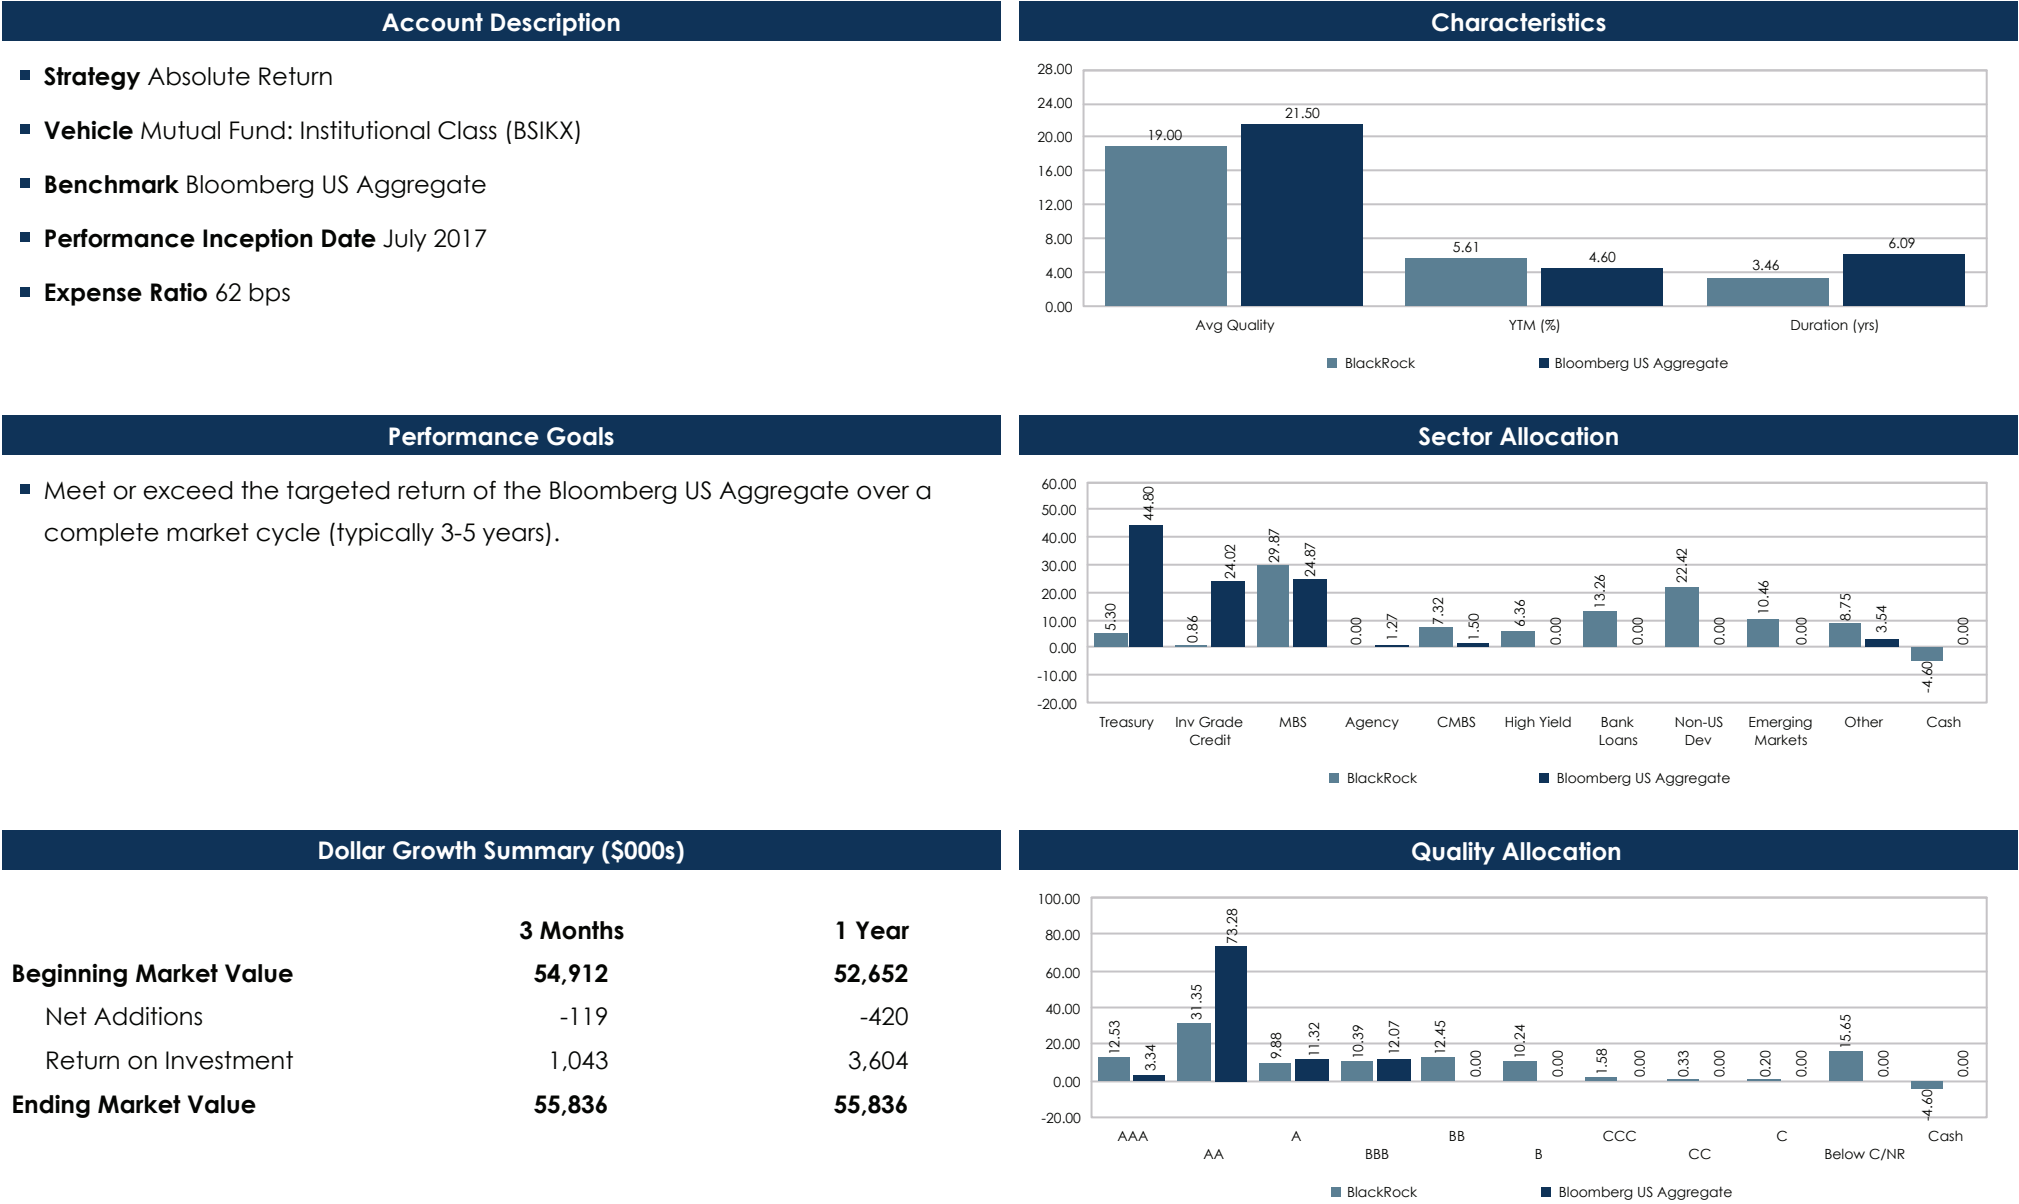 Account Description
▪ Strategy Absolute Return
▪ Vehicle Mutual Fund: Institutional Class (BSIKX)
▪ Benchmark Bloomberg US Aggregate
▪ Performance Inception Date July 2017
▪ Expense Ratio 62 bps
Characteristics
28.00
24.00
20.00
16.00
12.00
8.00
4.00
0.00
19.00 21.50
5.61 4.60
3.46 6.09
Avg Quality YTM (%) Duration (yrs)
BlackRock Bloomberg US Aggregate
Performance Goals
▪ Meet or exceed the targeted return of the Bloomberg US Aggregate over a
complete market cycle (typically 3-5 years).
Sector Allocation
60.00
50.00
40.00
30.00
20.00
10.00
0.00
-10.00
-20.00
5.30 44.80 0.86 24.02 29.87 24.87 0.00 1.27 7.32 1.50 6.36 0.00 13.26 0.00 22.42 0.00 10.46 0.00 8.75 3.54 -4.60 0.00
Treasury Inv Grade MBS Agency CMBS High Yield Bank Non-US Emerging Other Cash
Credit Loans Dev Markets
BlackRock Bloomberg US Aggregate
Dollar Growth Summary ($000s)
3 Months 1 Year
Beginning Market Value 54,912 52,652
Net Additions -119 -420
Return on Investment 1,043 3,604
Ending Market Value 55,836 55,836
Quality Allocation
100.00
80.00
60.00
40.00
20.00
0.00
-20.00
12.53 3.34 31.35 73.28 9.88 11.32 10.39 12.07 12.45 0.00 10.24 0.00 1.58 0.00 0.33 0.00 0.20 0.00 15.65 0.00 -4.60 0.00
AAA A BB CCC C Cash
AA BBB B CC Below C/NR
BlackRock Bloomberg US Aggregate